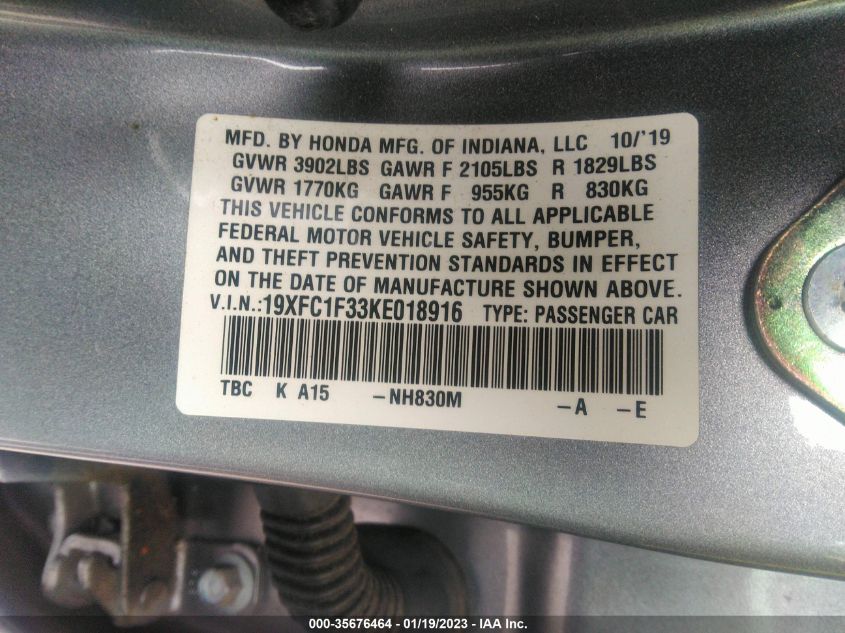 MFD. BY HONDA MFG. OF INDIANA, LLC 10/'19
GVWR 3902LBS GAWR F 2105LBS R 1829LBS
GVWR 1770KG GAWR F 955KG R 830KG
THIS VEHICLE CONFORMS TO ALL APPLICABLE
FEDERAL MOTOR VEHICLE SAFETY, BUMPER,
AND THEFT PREVENTION STANDARDS IN EFFECT
ON THE DATE OF MANUFACTURE SHOWN ABOVE.
V.I.N.:19XFC1F33KE018916 TYPE: PASSENGER CAR
TBC K A15 -NH830M -A -E
000-35676464 - 01/19/2023 - IAA Inc.